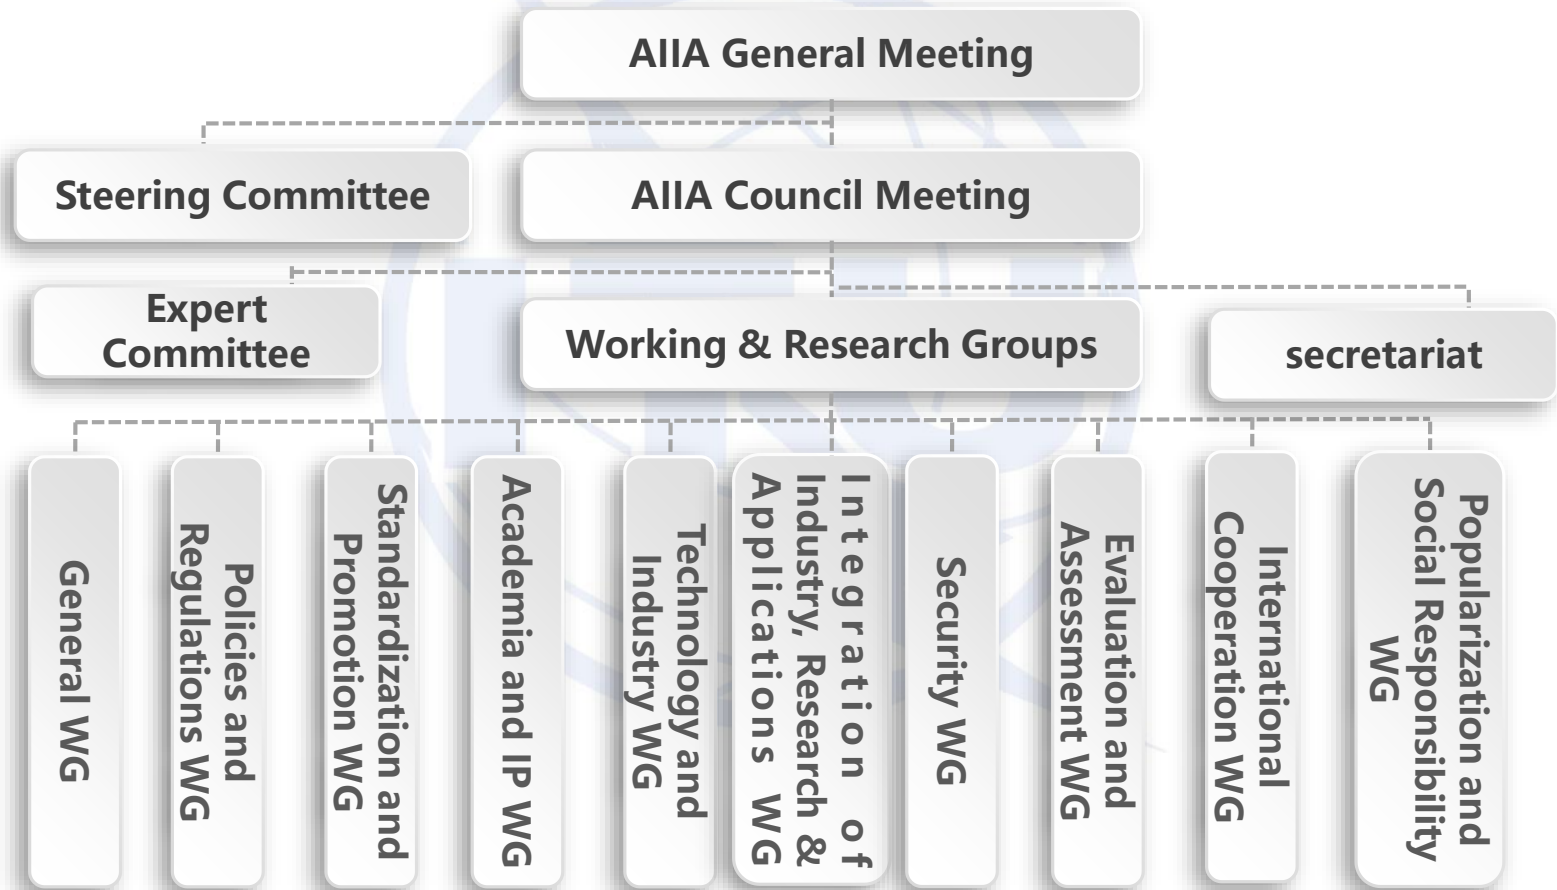 AIIA General Meeting
Steering Committee
AIIA Council Meeting
Expert
Committee
Working & Research Groups
secretariat
General WG
Policies and
Regulations WG
Standardization and
Promotion WG
Academia and IP WG
Technology and
Industry WG
Integration of
Industry, Research &
Applications WG
Security WG
Evaluation and
Assessment WG
International
Cooperation WG
Popularization and
Social Responsibility
WG
ITU